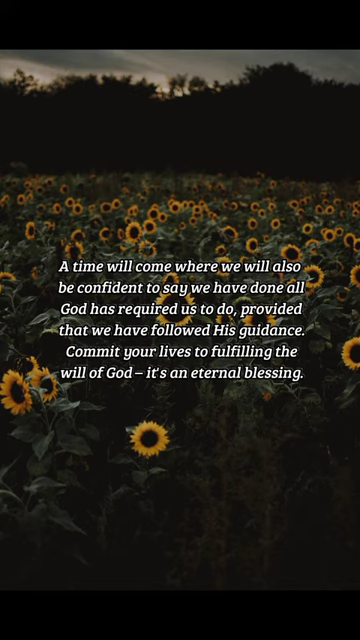 A time will come where we will also
be confident to say we have done all
God has required us to do, provided
that we have followed His guidance.
Commit your lives to fulfilling the
will of God – it's an eternal blessing.